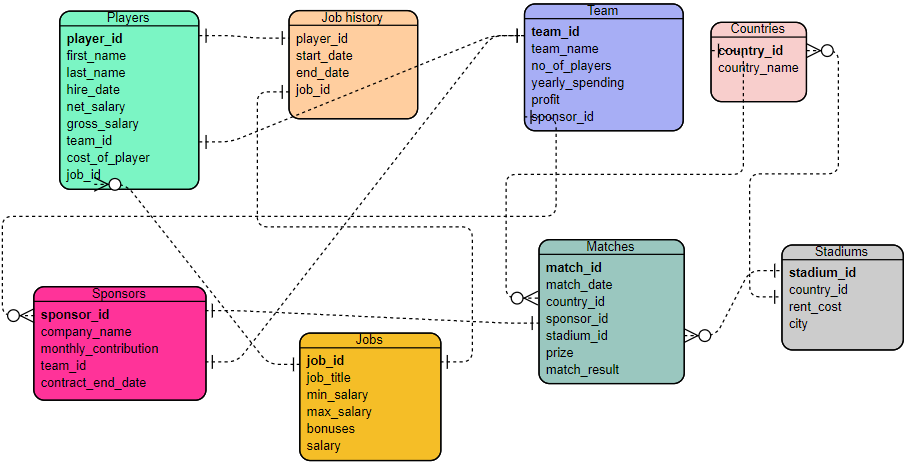 Players
player_id
first_name
last_name
hire_date
net_salary
gross_salary
team_id
cost_of_player
job_id
Job history
player_id
start_date
end_date
job_id
Team
team_id
team_name
no_of_players
yearly_spending
profit
sponsor_id
Countries
country_id
country_name
Sponsors
sponsor_id
company_name
monthly_contribution
team_id
contract_end_date
Jobs
job_id
job_title
min_salary
max_salary
bonuses
salary
Matches
match_id
match_date
country_id
sponsor_id
stadium_id
prize
match_result
Stadiums
stadium_id
country_id
rent_cost
city